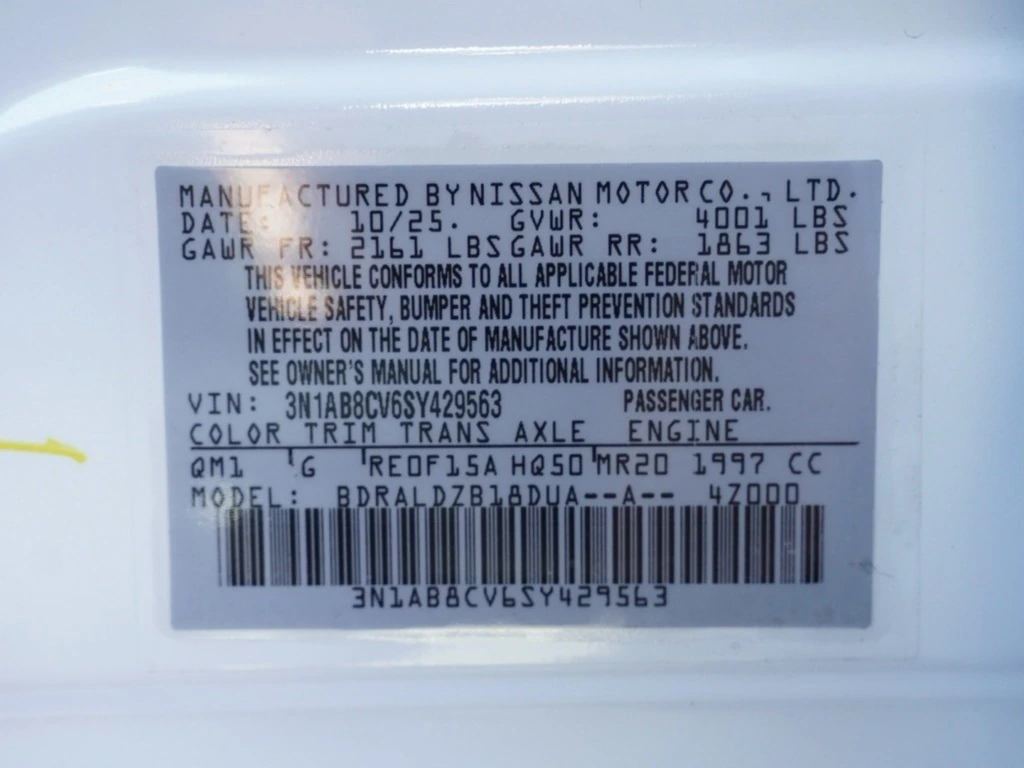 MANUFACTURED BY NISSAN MOTOR CO., LTD.
DATE: 10/25. GVWR: 4001 LBS
GAWR FR: 2161 LBS GAWR RR: 1863 LBS
THIS VEHICLE CONFORMS TO ALL APPLICABLE FEDERAL MOTOR
VEHICLE SAFETY, BUMPER AND THEFT PREVENTION STANDARDS
IN EFFECT ON THE DATE OF MANUFACTURE SHOWN ABOVE.
SEE OWNER'S MANUAL FOR ADDITIONAL INFORMATION.
VIN: 3N1AB8CV6SY429563 PASSENGER CAR.
COLOR TRIM TRANS AXLE ENGINE
QM1 G RE0F15A HQ50 MR20 1997 CC
MODEL: BDRALDZB18DUA--A-- 4Z000
3N1AB8CV6SY429563